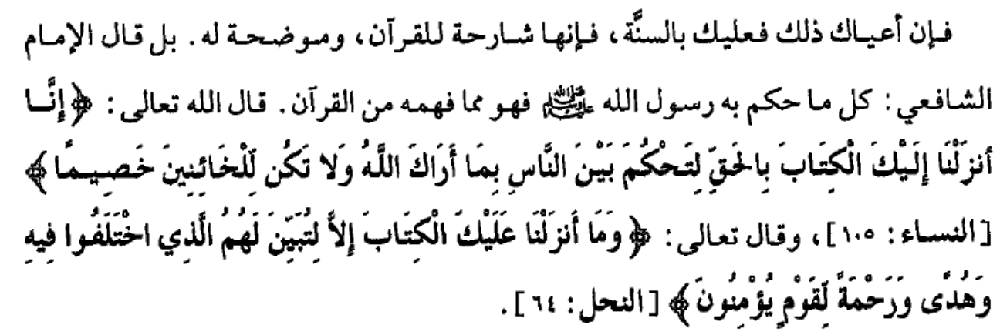 فإن أعياك ذلك فعليك بالسنَّة، فإنها شارحة للقرآن، وموضحة له. بل قال الإمام
الشافعي: كل ما حكم به رسول الله ﷺ فهو مما فهمه من القرآن. قال الله تعالى: ﴿إِنَّا
أَنزَلْنَا إِلَيْكَ الْكِتَابَ بِالْحَقِّ لِتَحْكُمَ بَيْنَ النَّاسِ بِمَا أَرَاكَ اللَّهُ وَلا تَكُن لِّلْخَائِنِينَ خَصِيمًا﴾
[النساء: ١٠٥]، وقال تعالى: ﴿وَمَا أَنزَلْنَا عَلَيْكَ الْكِتَابَ إِلاَّ لِتُبَيِّنَ لَهُمُ الَّذِي اخْتَلَفُوا فِيهِ
وَهُدًى وَرَحْمَةً لِّقَوْمٍ يُؤْمِنُونَ﴾ [النحل: ٦٤].